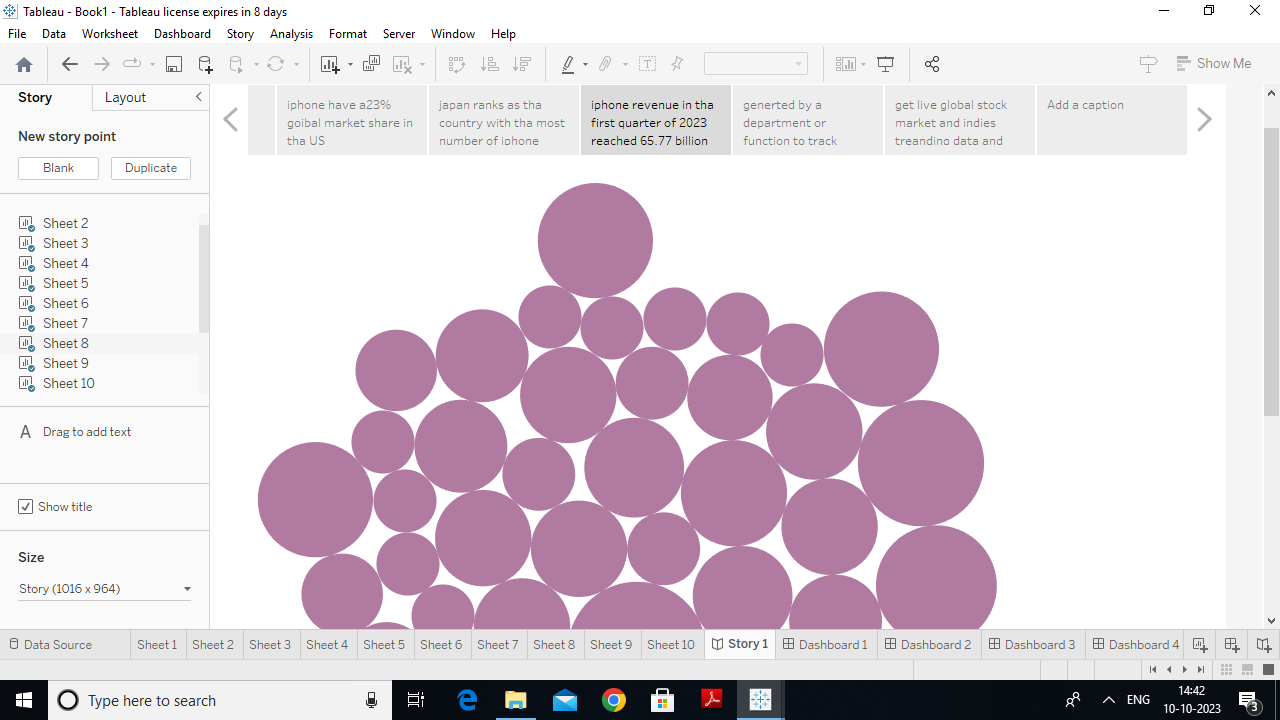 Tableau - Book1 - Tableau license expires in 8 days
File Data Worksheet Dashboard Story Analysis Format Server Window Help
Show Me
Story Layout
New story point
Blank Duplicate
Sheet 2
Sheet 3
Sheet 4
Sheet 5
Sheet 6
Sheet 7
Sheet 8
Sheet 9
Sheet 10
A Drag to add text
Show title
Size
Story (1016 x 964)
iphone have a23%
goibal market share in
tha US
japan ranks as tha
country with tha most
number of iphone
iphone revenue in tha
first quarter of 2023
reached 65.77 billion
generted by a
department or
function to track
get live global stock
market and indies
treanding data and
Add a caption
Data Source Sheet 1 Sheet 2 Sheet 3 Sheet 4 Sheet 5 Sheet 6 Sheet 7 Sheet 8 Sheet 9 Sheet 10 Story 1 Dashboard 1 Dashboard 2 Dashboard 3 Dashboard 4
Type here to search
ENG
14:42
10-10-2023
3